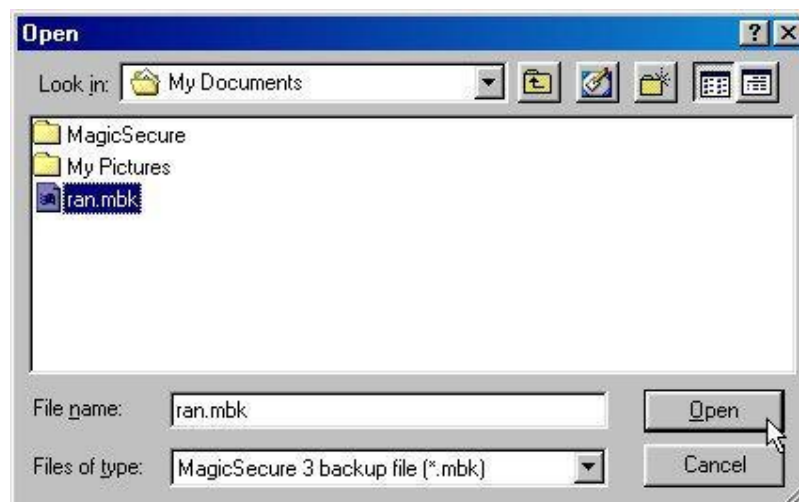 Open
Look in: My Documents
MagicSecure
My Pictures
ran.mbk
File name: ran.mbk Open
Files of type: MagicSecure 3 backup file (*.mbk) Cancel